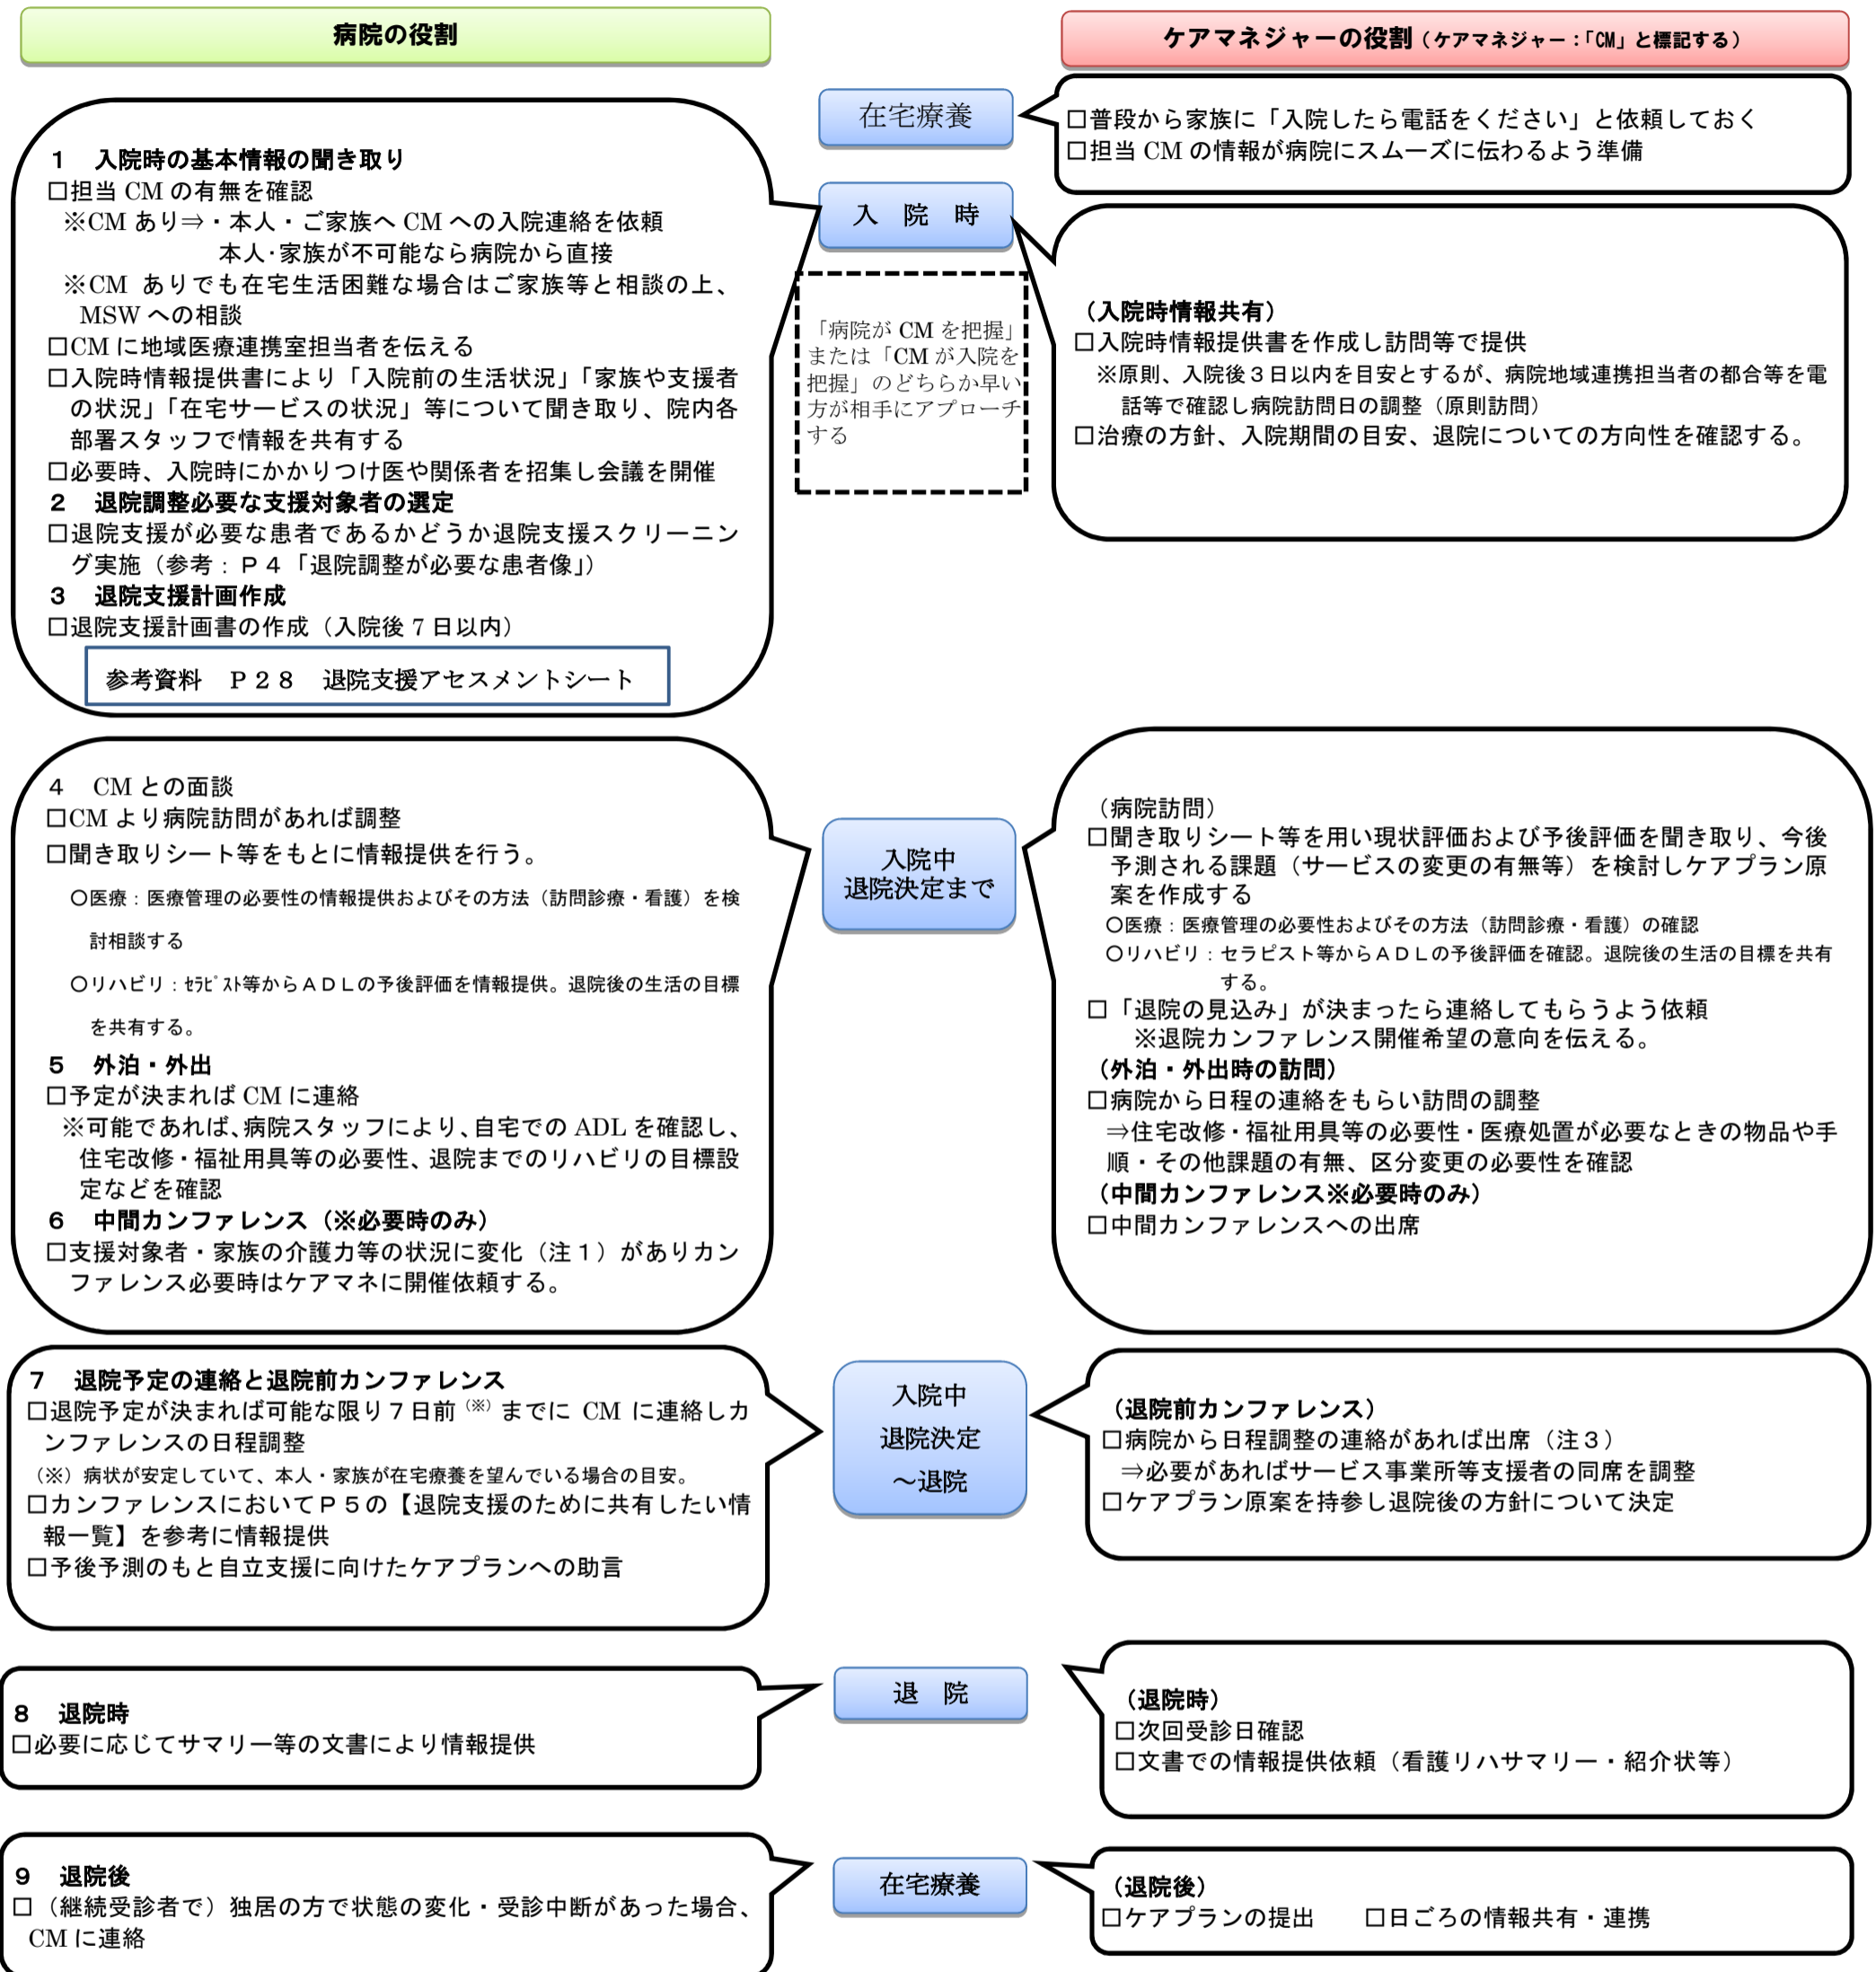 病院の役割
ケアマネジャーの役割（ケアマネジャー：「CM」と標記する）
在宅療養
□普段から家族に「入院したら電話をください」と依頼しておく
□担当 CM の情報が病院にスムーズに伝わるよう準備
1　入院時の基本情報の聞き取り
□担当 CM の有無を確認
※CM あり⇒・本人・ご家族へ CM への入院連絡を依頼
本人・家族が不可能なら病院から直接
※CM ありでも在宅生活困難な場合はご家族等と相談の上、
MSW への相談
□CM に地域医療連携室担当者を伝える
□入院時情報提供書により「入院前の生活状況」「家族や支援者
の状況」「在宅サービスの状況」等について聞き取り、院内各
部署スタッフで情報を共有する
□必要時、入院時にかかりつけ医や関係者を招集し会議を開催
2　退院調整必要な支援対象者の選定
□退院支援が必要な患者であるかどうか退院支援スクリーニン
グ実施（参考：Ｐ４「退院調整が必要な患者像」）
3　退院支援計画作成
□退院支援計画書の作成（入院後 7 日以内）
参考資料　Ｐ２８　退院支援アセスメントシート
入　院　時
「病院が CM を把握」
または「CM が入院を
把握」のどちらか早い
方が相手にアプローチ
する
（入院時情報共有）
□入院時情報提供書を作成し訪問等で提供
※原則、入院後３日以内を目安とするが、病院地域連携担当者の都合等を電
話等で確認し病院訪問日の調整（原則訪問）
□治療の方針、入院期間の目安、退院についての方向性を確認する。
4　CM との面談
□CM より病院訪問があれば調整
□聞き取りシート等をもとに情報提供を行う。
○医療：医療管理の必要性の情報提供およびその方法（訪問診療・看護）を検
討相談する
○リハビリ：ｾﾗﾋﾟｽﾄ等からＡＤＬの予後評価を情報提供。退院後の生活の目標
を共有する。
5　外泊・外出
□予定が決まれば CM に連絡
※可能であれば、病院スタッフにより、自宅での ADL を確認し、
住宅改修・福祉用具等の必要性、退院までのリハビリの目標設
定などを確認
6　中間カンファレンス（※必要時のみ）
□支援対象者・家族の介護力等の状況に変化（注１）がありカン
ファレンス必要時はケアマネに開催依頼する。
入院中
退院決定まで
（病院訪問）
□聞き取りシート等を用い現状評価および予後評価を聞き取り、今後
予測される課題（サービスの変更の有無等）を検討しケアプラン原
案を作成する
○医療：医療管理の必要性およびその方法（訪問診療・看護）の確認
○リハビリ：セラピスト等からＡＤＬの予後評価を確認。退院後の生活の目標を共有
する。
□「退院の見込み」が決まったら連絡してもらうよう依頼
※退院カンファレンス開催希望の意向を伝える。
（外泊・外出時の訪問）
□病院から日程の連絡をもらい訪問の調整
⇒住宅改修・福祉用具等の必要性・医療処置が必要なときの物品や手
順・その他課題の有無、区分変更の必要性を確認
（中間カンファレンス※必要時のみ）
□中間カンファレンスへの出席
7　退院予定の連絡と退院前カンファレンス
□退院予定が決まれば可能な限り７日前（※）までに CM に連絡しカ
ンファレンスの日程調整
（※）病状が安定していて、本人・家族が在宅療養を望んでいる場合の目安。
□カンファレンスにおいてＰ５の【退院支援のために共有したい情
報一覧】を参考に情報提供
□予後予測のもと自立支援に向けたケアプランへの助言
入院中
退院決定
～退院
（退院前カンファレンス）
□病院から日程調整の連絡があれば出席（注３）
⇒必要があればサービス事業所等支援者の同席を調整
□ケアプラン原案を持参し退院後の方針について決定
8　退院時
□必要に応じてサマリー等の文書により情報提供
退　院
（退院時）
□次回受診日確認
□文書での情報提供依頼（看護リハサマリー・紹介状等）
9　退院後
□（継続受診者で）独居の方で状態の変化・受診中断があった場合、
CM に連絡
在宅療養
（退院後）
□ケアプランの提出　　□日ごろの情報共有・連携